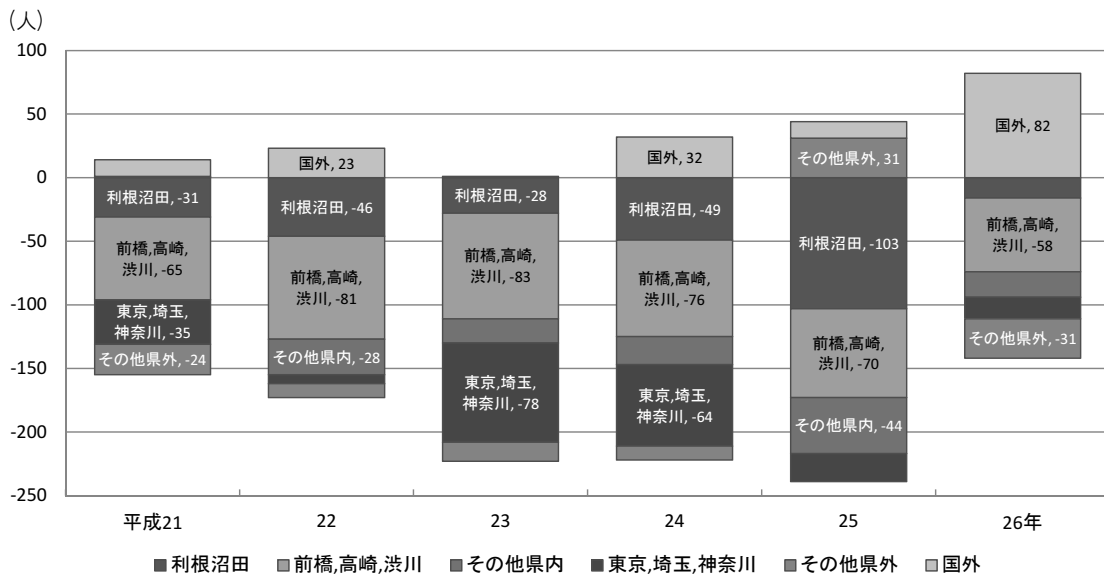 (人)
100
50
0
-50
-100
-150
-200
-250
利根沼田, -31
前橋,高崎,
渋川, -65
東京,埼玉,
神奈川, -35
その他県外, -24
国外, 23
利根沼田, -46
前橋,高崎,
渋川, -81
その他県内, -28
利根沼田, -28
前橋,高崎,
渋川, -83
東京,埼玉,
神奈川, -78
国外, 32
利根沼田, -49
前橋,高崎,
渋川, -76
東京,埼玉,
神奈川, -64
その他県外, 31
利根沼田, -103
前橋,高崎,
渋川, -70
その他県内, -44
国外, 82
前橋,高崎,
渋川, -58
その他県外, -31
平成21 22 23 24 25 26年
利根沼田 前橋,高崎,渋川 その他県内 東京,埼玉,神奈川 その他県外 国外